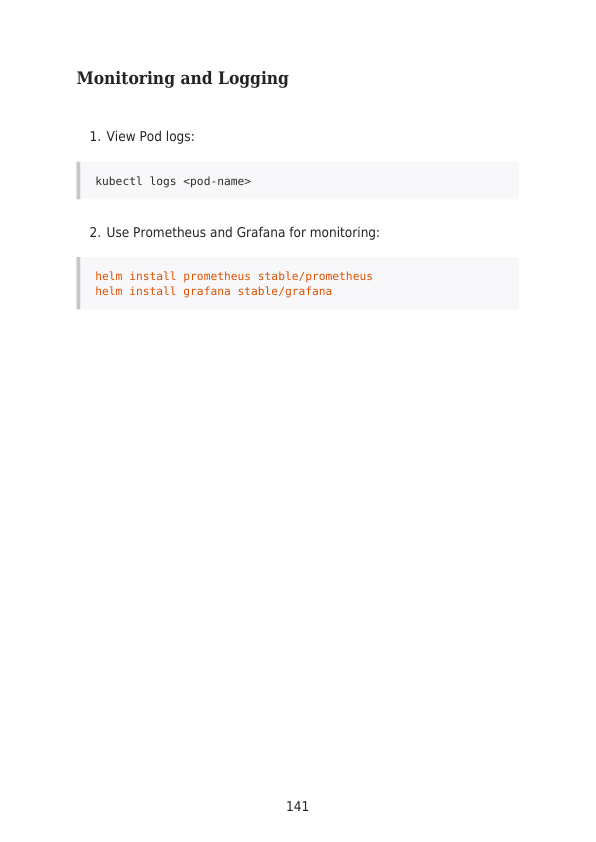 Monitoring and Logging
1. View Pod logs:
kubectl logs <pod-name>
2. Use Prometheus and Grafana for monitoring:
helm install prometheus stable/prometheus
helm install grafana stable/grafana
141